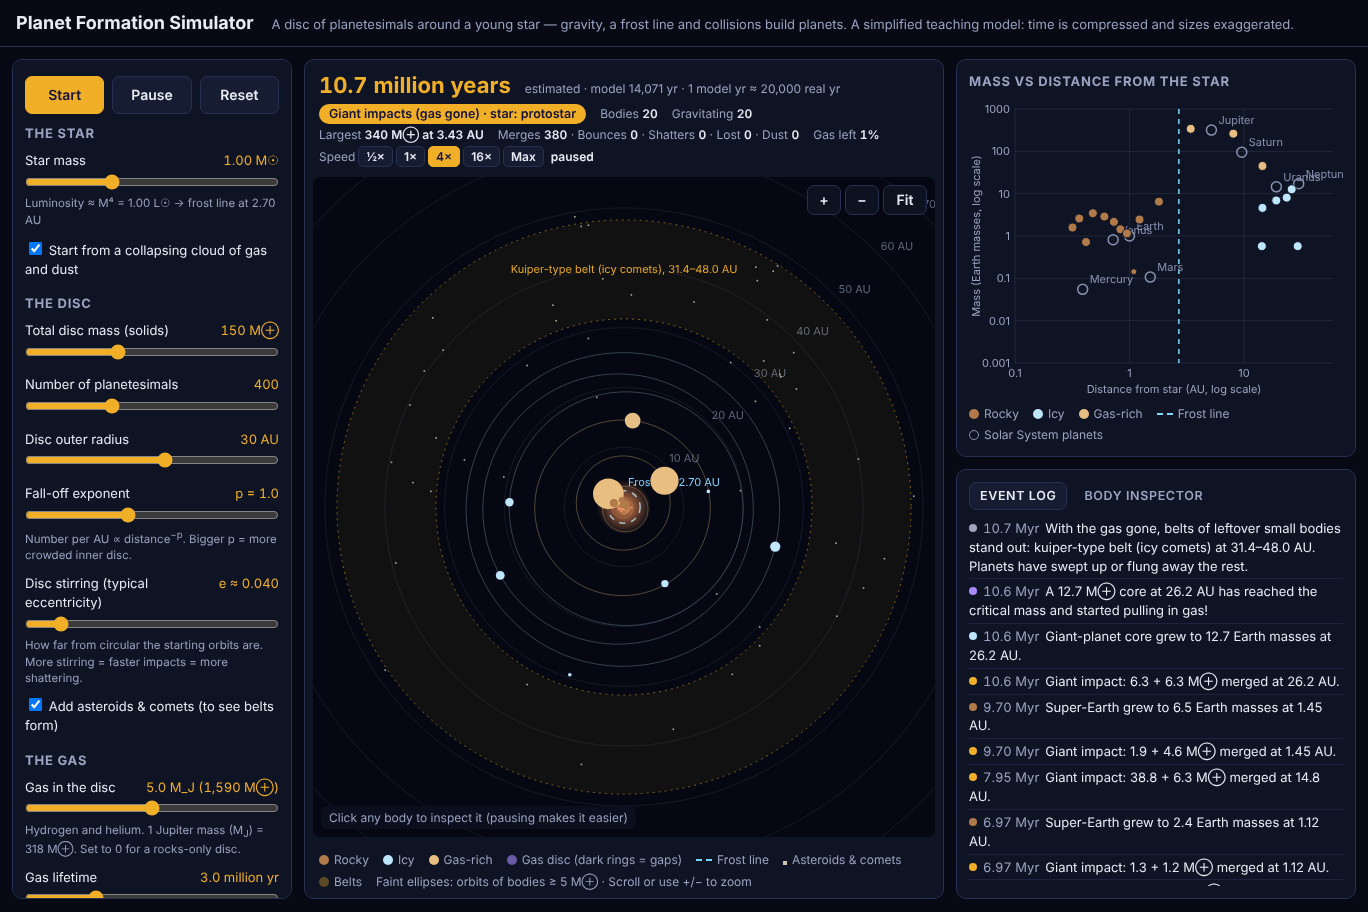 Planet Formation Simulator
A disc of planetesimals around a young star — gravity, a frost line and collisions build planets. A simplified teaching model: time is compressed and sizes exaggerated.
Start
Pause
Reset
THE STAR
Star mass
1.00 M☉
Luminosity ≈ M⁴ = 1.00 L☉ → frost line at 2.70
AU
Start from a collapsing cloud of gas
and dust
THE DISC
Total disc mass (solids)
150 M⊕
Number of planetesimals
400
Disc outer radius
30 AU
Fall-off exponent
p = 1.0
Number per AU ∝ distance⁻ᵖ. Bigger p = more
crowded inner disc.
Disc stirring (typical
eccentricity)
e ≈ 0.040
How far from circular the starting orbits are.
More stirring = faster impacts = more
shattering.
Add asteroids & comets (to see belts
form)
THE GAS
Gas in the disc
5.0 M_J (1,590 M⊕)
Hydrogen and helium. 1 Jupiter mass (MJ) =
318 M⊕. Set to 0 for a rocks-only disc.
Gas lifetime
3.0 million yr
10.7 million years
estimated · model 14,071 yr · 1 model yr ≈ 20,000 real yr
Giant impacts (gas gone) · star: protostar
Bodies 20
Gravitating 20
Largest 340 M⊕ at 3.43 AU
Merges 380 · Bounces 0 · Shatters 0 · Lost 0 · Dust 0
Gas left 1%
Speed
½×
1×
4×
16×
Max
paused
+
−
Fit
70
60 AU
Kuiper-type belt (icy comets), 31.4–48.0 AU
50 AU
40 AU
30 AU
20 AU
10 AU
Fros
2.70 AU
Click any body to inspect it (pausing makes it easier)
Rocky
Icy
Gas-rich
Gas disc (dark rings = gaps)
Frost line
Asteroids & comets
Belts
Faint ellipses: orbits of bodies ≥ 5 M⊕ · Scroll or use +/− to zoom
MASS VS DISTANCE FROM THE STAR
Mass (Earth masses, log scale)
1000
100
10
1
0.1
0.01
0.001
0.1
1
10
Jupiter
Saturn
Uranus
Neptun
Earth
Mars
Mercury
Distance from star (AU, log scale)
Rocky
Icy
Gas-rich
Frost line
Solar System planets
EVENT LOG
BODY INSPECTOR
10.7 Myr With the gas gone, belts of leftover small bodies
stand out: kuiper-type belt (icy comets) at 31.4–48.0 AU.
Planets have swept up or flung away the rest.
10.6 Myr A 12.7 M⊕ core at 26.2 AU has reached the
critical mass and started pulling in gas!
10.6 Myr Giant-planet core grew to 12.7 Earth masses at
26.2 AU.
10.6 Myr Giant impact: 6.3 + 6.3 M⊕ merged at 26.2 AU.
9.70 Myr Super-Earth grew to 6.5 Earth masses at 1.45
AU.
9.70 Myr Giant impact: 1.9 + 4.6 M⊕ merged at 1.45 AU.
7.95 Myr Giant impact: 38.8 + 6.3 M⊕ merged at 14.8
AU.
6.97 Myr Super-Earth grew to 2.4 Earth masses at 1.12
AU.
6.97 Myr Giant impact: 1.3 + 1.2 M⊕ merged at 1.12 AU.